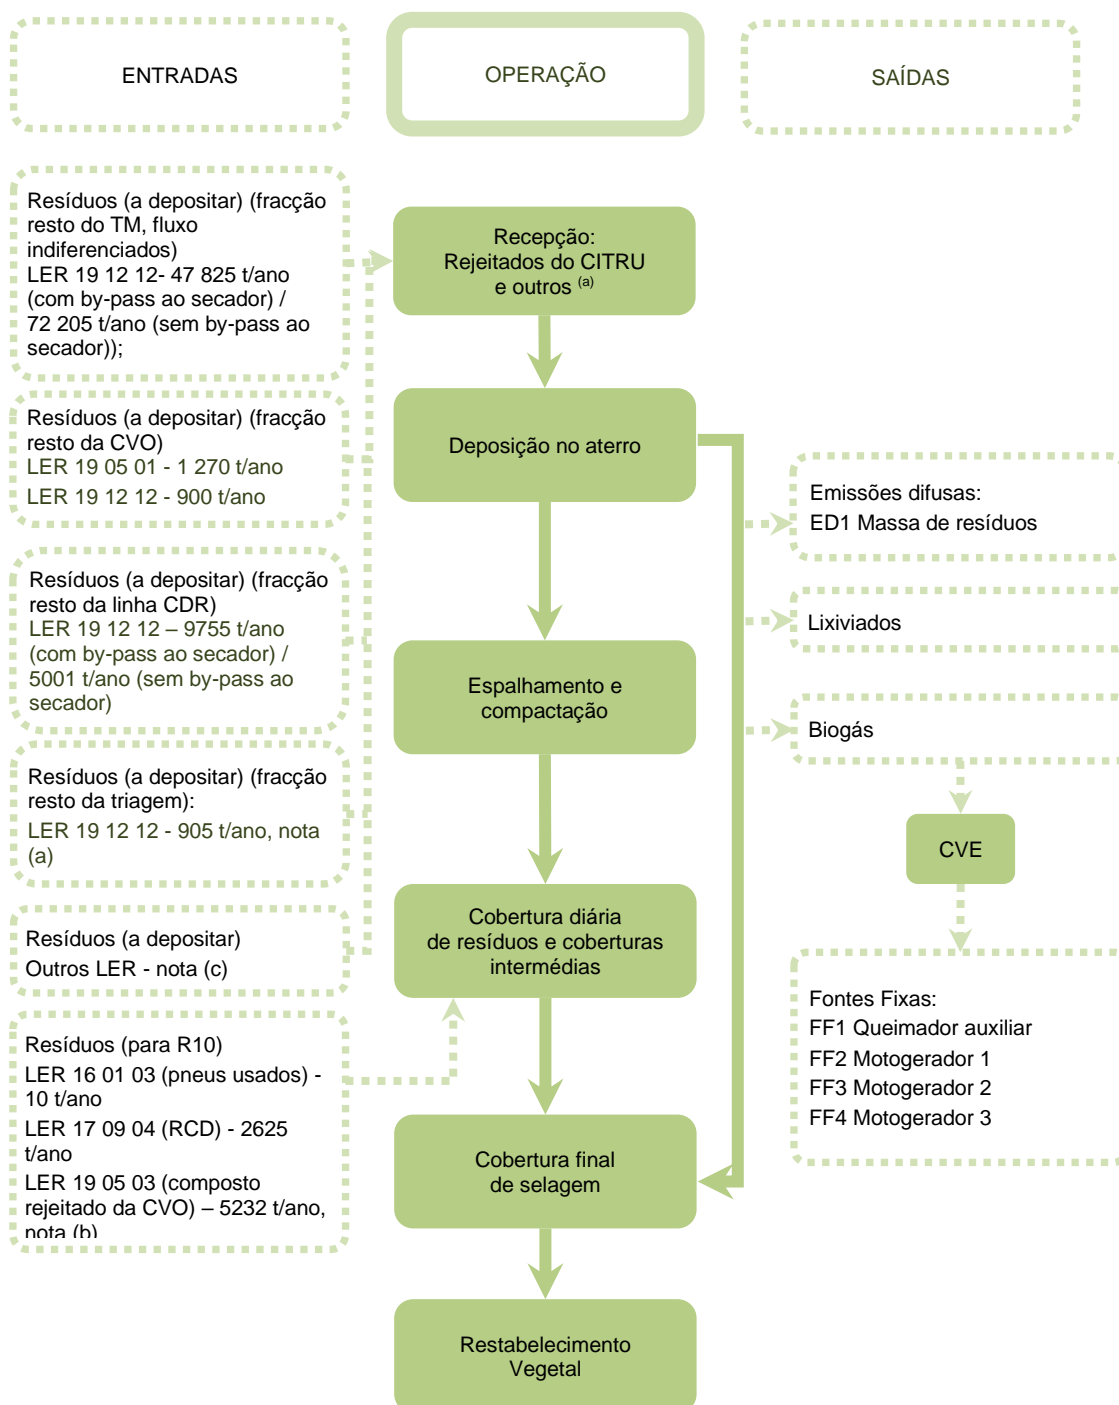 ENTRADAS
OPERAÇÃO
SAÍDAS
Resíduos (a depositar) (fracção
resto do TM, fluxo
indiferenciados)
LER 19 12 12- 47 825 t/ano
(com by-pass ao secador) /
72 205 t/ano (sem by-pass ao
secador));
Resíduos (a depositar) (fracção
resto da CVO)
LER 19 05 01 - 1 270 t/ano
LER 19 12 12 - 900 t/ano
Resíduos (a depositar) (fracção
resto da linha CDR)
LER 19 12 12 – 9755 t/ano
(com by-pass ao secador) /
5001 t/ano (sem by-pass ao
secador)
Resíduos (a depositar) (fracção
resto da triagem):
LER 19 12 12 - 905 t/ano, nota
(a)
Resíduos (a depositar)
Outros LER - nota (c)
Resíduos (para R10)
LER 16 01 03 (pneus usados) -
10 t/ano
LER 17 09 04 (RCD) - 2625
t/ano
LER 19 05 03 (composto
rejeitado da CVO) – 5232 t/ano,
nota (b)
Recepção:
Rejeitados do CITRU
e outros (a)
Deposição no aterro
Espalhamento e
compactação
Cobertura diária
de resíduos e coberturas
intermédias
Cobertura final
de selagem
Restabelecimento
Vegetal
Emissões difusas:
ED1 Massa de resíduos
Lixiviados
Biogás
CVE
Fontes Fixas:
FF1 Queimador auxiliar
FF2 Motogerador 1
FF3 Motogerador 2
FF4 Motogerador 3